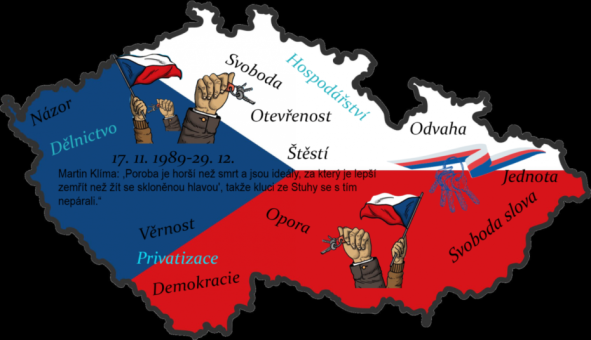 Svoboda
Hospodářství
Názor
Otevřenost
Dělnictvo
Odvaha
Štěstí
17. 11. 1989-29. 12.
Martin Klíma: ‚Poroba je horší než smrt a jsou ideály, za který je lepší
zemřít než žít se skloněnou hlavou', takže kluci ze Stuhy se s tím
nepárali.“
Jednota
Věrnost
Opora
Svoboda slova
Privatizace
Demokracie